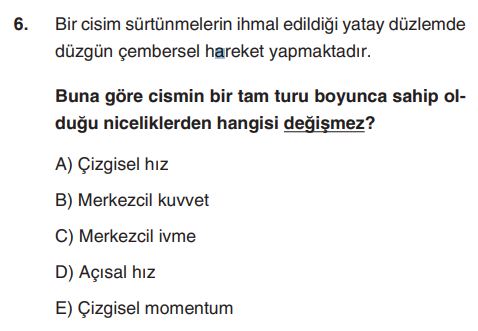 6. Bir cisim sürtünmelerin ihmal edildiği yatay düzlemde
düzgün çembersel hareket yapmaktadır.
Buna göre cismin bir tam turu boyunca sahip ol-
duğu niceliklerden hangisi değişmez?
A) Çizgisel hız
B) Merkezcil kuvvet
C) Merkezcil ivme
D) Açısal hız
E) Çizgisel momentum